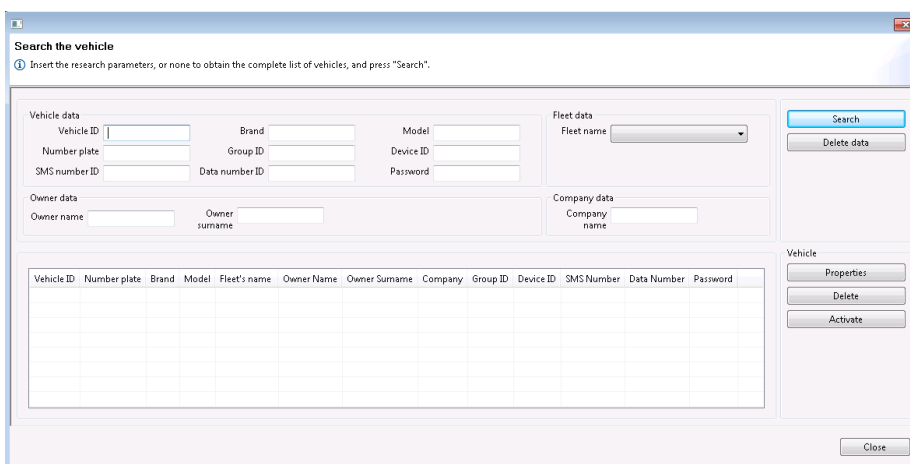 Search the vehicle
Insert the research parameters, or none to obtain the complete list of vehicles, and press "Search".
Vehicle data
Vehicle ID Brand Model
Number plate Group ID Device ID
SMS number ID Data number ID Password
Fleet data
Fleet name
Search
Delete data
Owner data
Owner name Owner
surname
Company data
Company
name
Vehicle
Vehicle ID Number plate Brand Model Fleet's name Owner Name Owner Surname Company Group ID Device ID SMS Number Data Number Password
Properties
Delete
Activate
Close